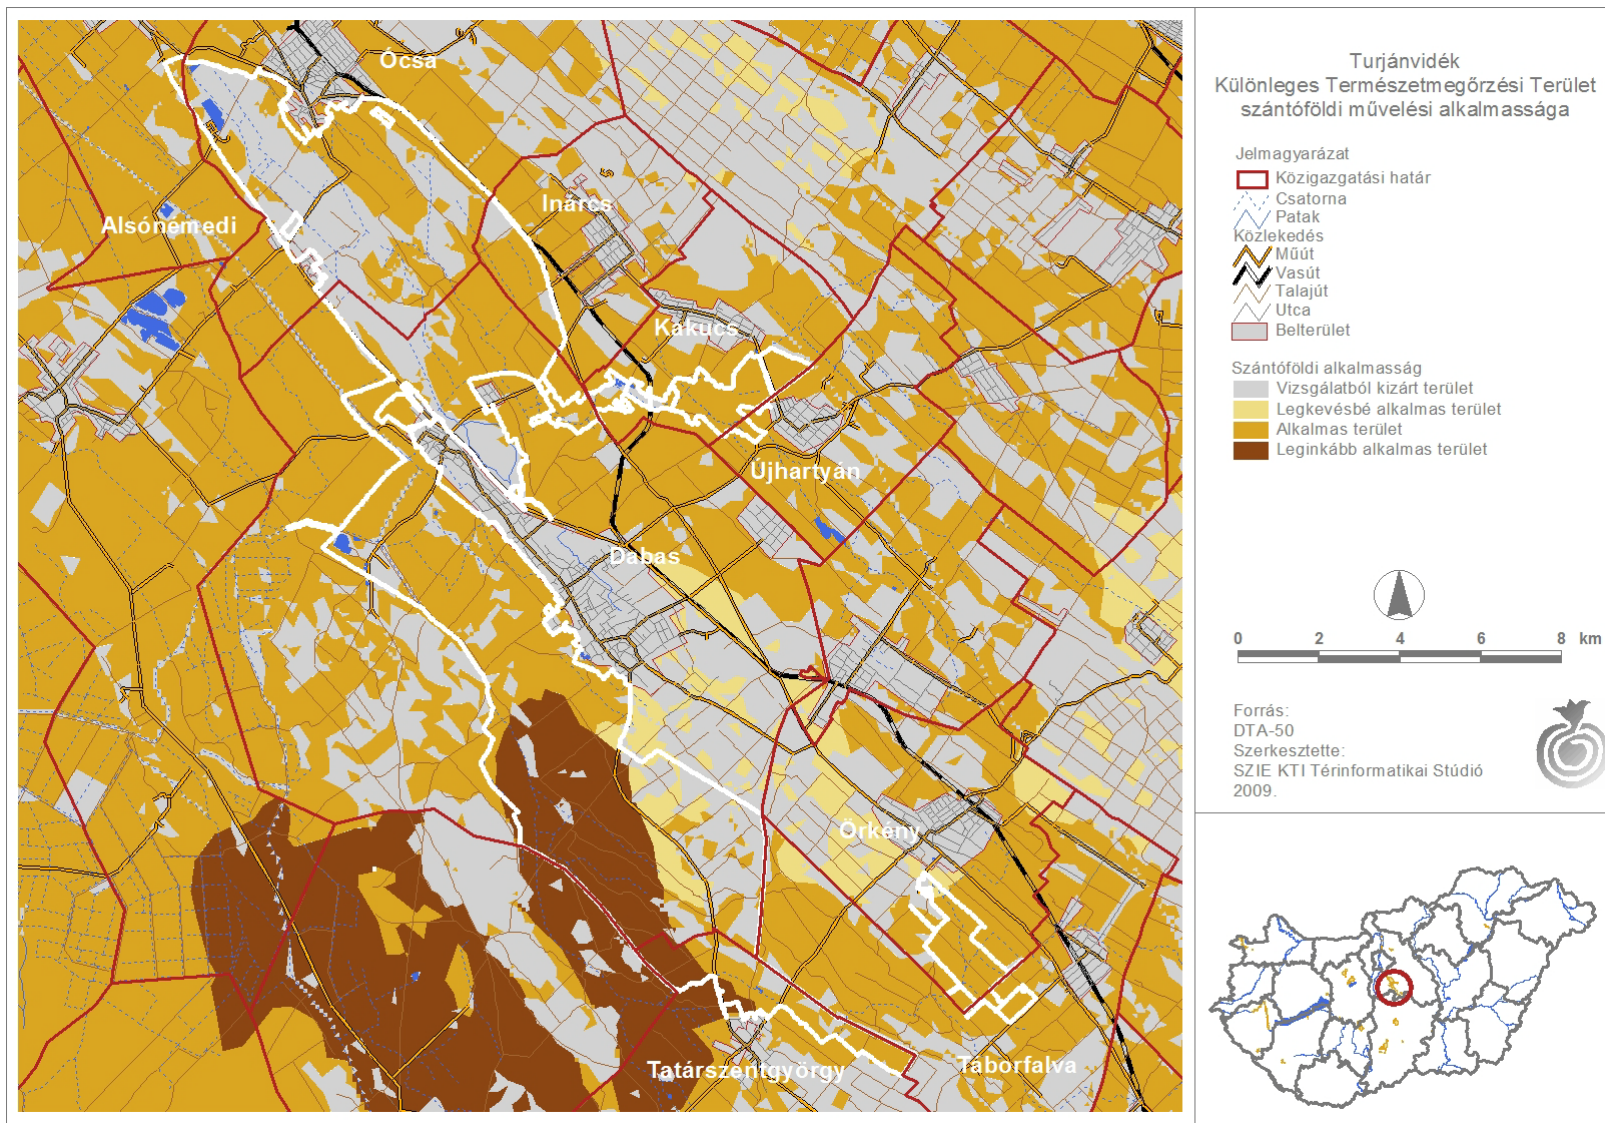 Ócsa
Inárcs
Alsónémedi
Kakucs
Újhartyán
Dabas
Örkény
Tatárszentgyörgy
Táborfalva
Turjánvidék
Különleges Természetmegőrzési Terület
szántóföldi művelési alkalmassága
Jelmagyarázat
Közigazgatási határ
Csatorna
Patak
Közlekedés
Műút
Vasút
Talajút
Utca
Belterület
Szántóföldi alkalmasság
Vizsgálatból kizárt terület
Legkevésbé alkalmas terület
Alkalmas terület
Leginkább alkalmas terület
0 2 4 6 8 km
Forrás:
DTA-50
Szerkesztette:
SZIE KTI Térinformatikai Stúdió
2009.